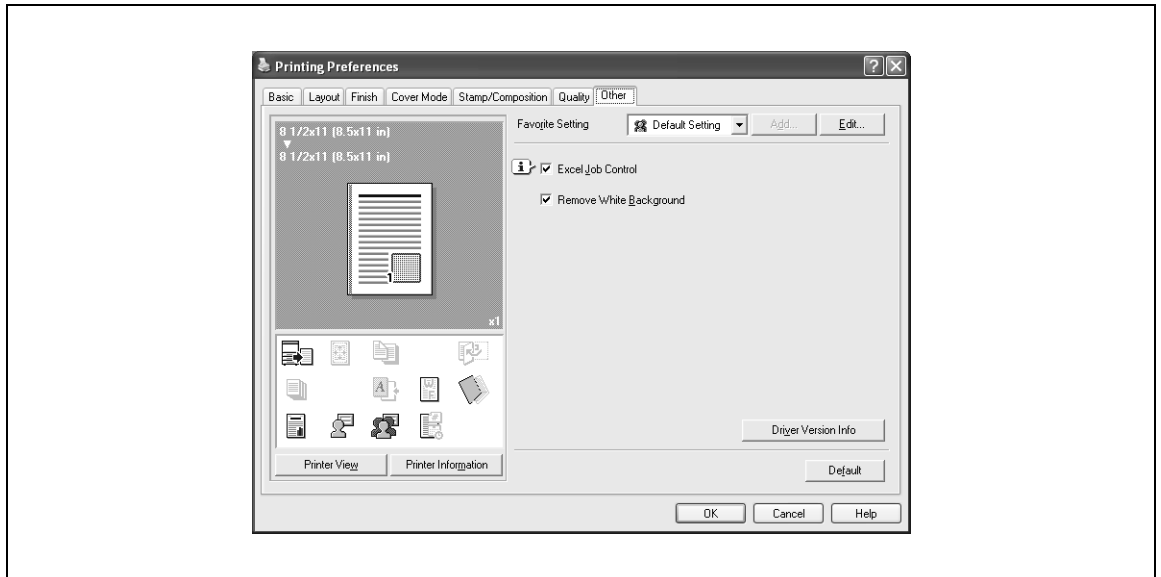 Printing Preferences
Basic Layout Finish Cover Mode Stamp/Composition Quality Other
8 1/2x11 (8.5x11 in)
8 1/2x11 (8.5x11 in)
1
x1
Printer View Printer Information
Favorite Setting Default Setting Add... Edit...
Excel Job Control
Remove White Background
Driver Version Info
Default
OK Cancel Help